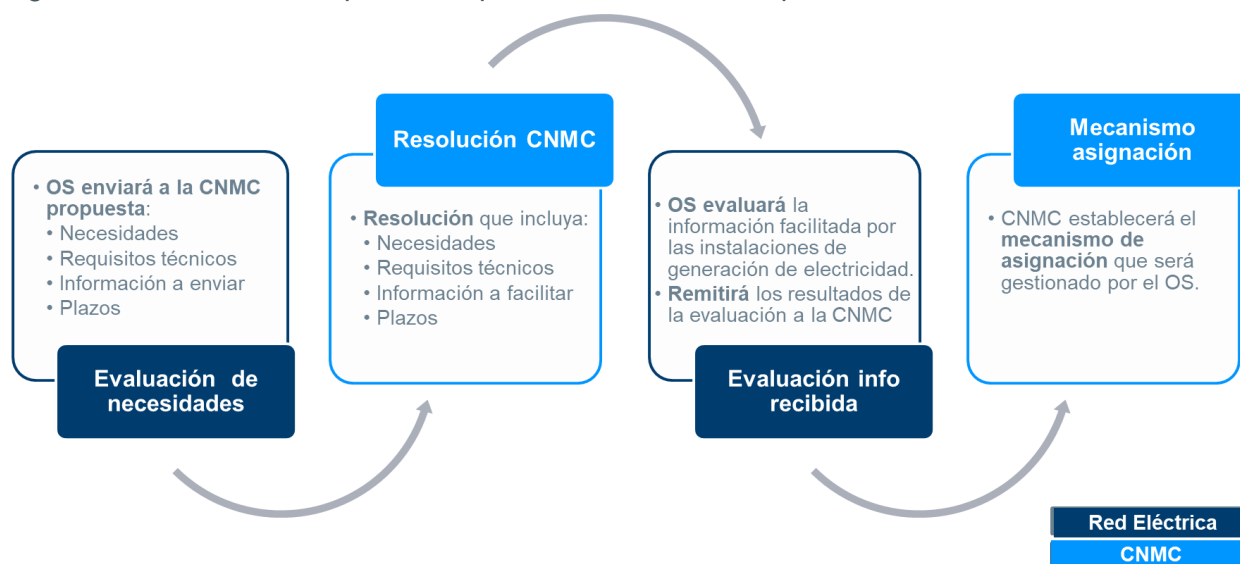 • OS enviará a la CNMC
propuesta:
• Necesidades
• Requisitos técnicos
• Información a enviar
• Plazos
Evaluación de
necesidades
Resolución CNMC
• Resolución que incluya:
• Necesidades
• Requisitos técnicos
• Información a facilitar
• Plazos
• OS evaluará la
información facilitada por
las instalaciones de
generación de electricidad.
• Remitirá los resultados de
la evaluación a la CNMC
Evaluación info
recibida
Mecanismo
asignación
• CNMC establecerá el
mecanismo de
asignación que será
gestionado por el OS.
Red Eléctrica
CNMC